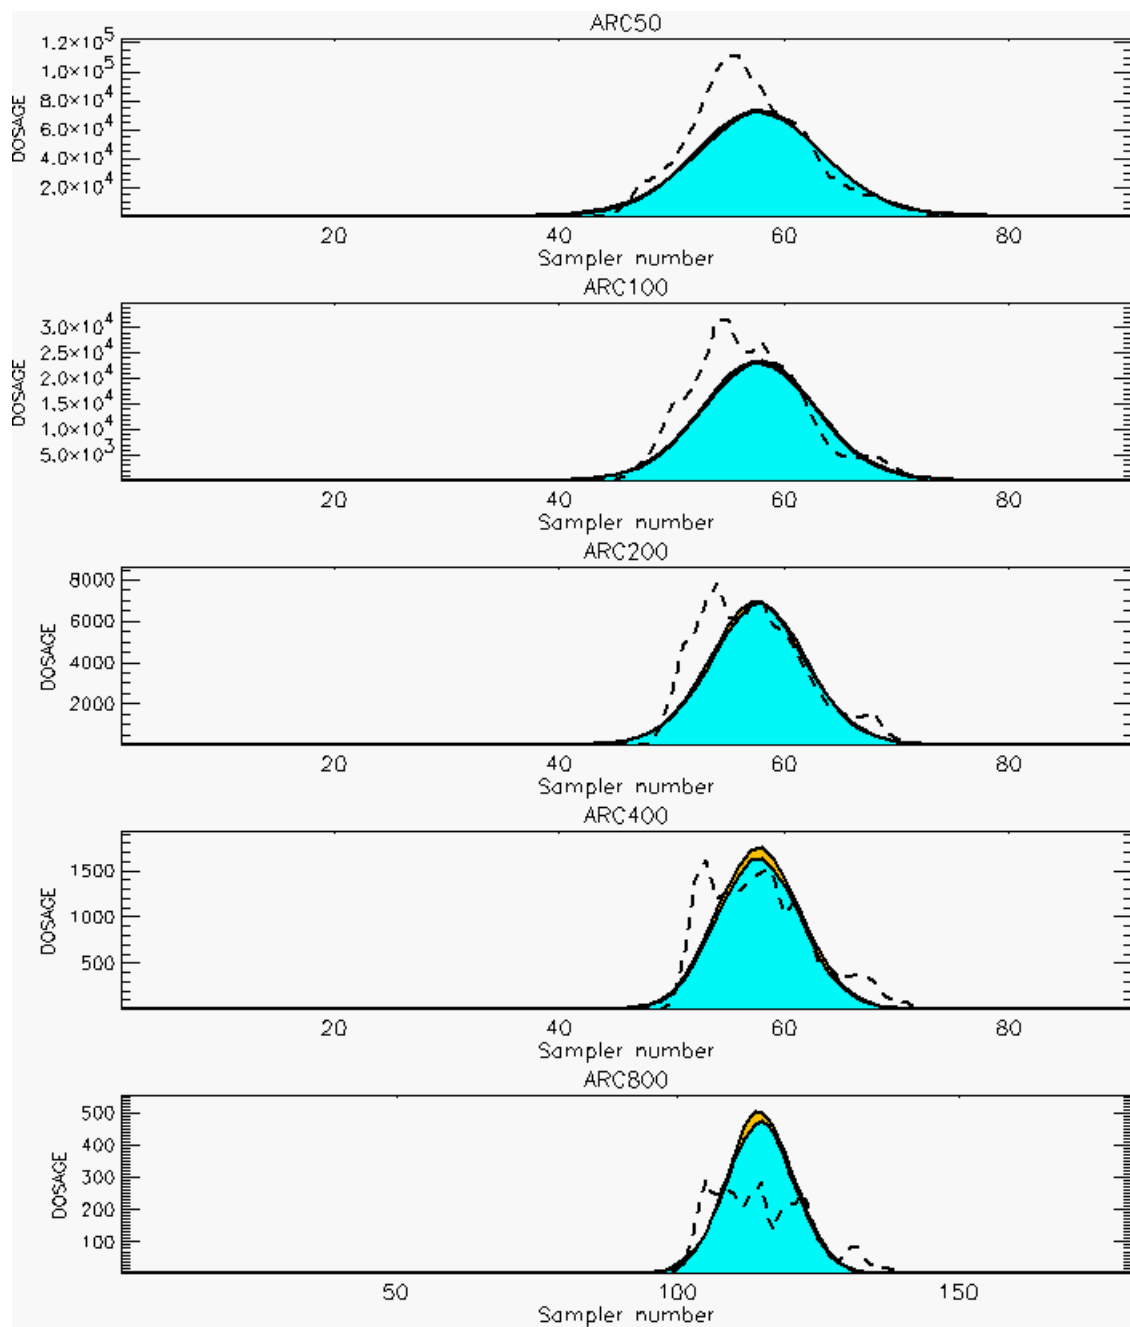 ARC50
1.2×10^5
1.0×10^5
8.0×10^4
6.0×10^4
4.0×10^4
2.0×10^4
DOSAGE
20 40 60 80
Sampler number
ARC100
3.0×10^4
2.5×10^4
2.0×10^4
1.5×10^4
1.0×10^4
5.0×10^3
DOSAGE
20 40 60 80
Sampler number
ARC200
8000
6000
4000
2000
DOSAGE
20 40 60 80
Sampler number
ARC400
1500
1000
500
DOSAGE
20 40 60 80
Sampler number
ARC800
500
400
300
200
100
DOSAGE
50 100 150
Sampler number